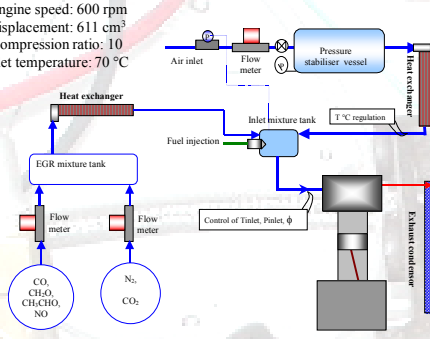 ngine speed: 600 rpm
isplacement: 611 cm³
ompression ratio: 10
let temperature: 70 °C
P
Air inlet
Flow
meter
φ
Pressure
stabiliser vessel
Heat exchanger
Heat exchanger
Inlet mixture tank
T °C regulation
Fuel injection
EGR mixture tank
Flow
meter
Flow
meter
Control of Tinlet, Pinlet, ϕ
Exhaust condensor
CO,
CH₂O,
CH₃CHO,
NO
N₂,
CO₂